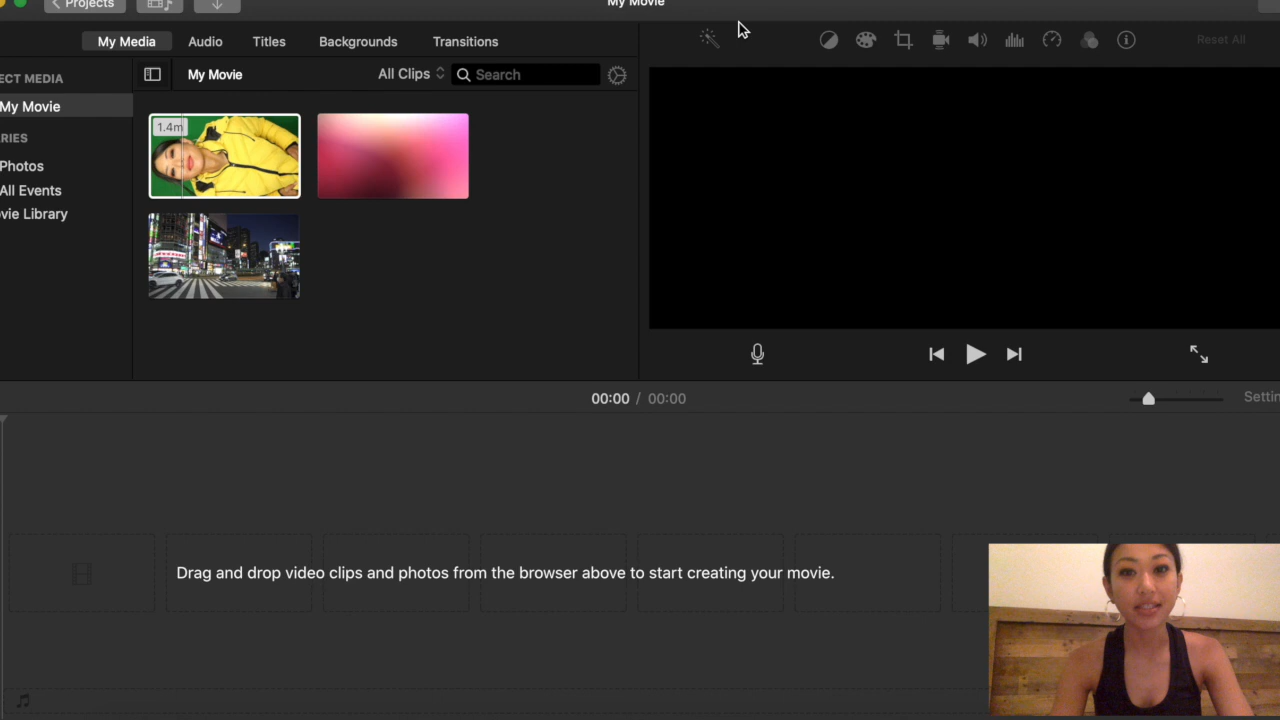 My Movie
Projects
My Media Audio Titles Backgrounds Transitions
Reset All
ECT MEDIA
My Movie All Clips Search
My Movie
1.4m
RIES
Photos
All Events
vie Library
00:00 / 00:00
Settin
Drag and drop video clips and photos from the browser above to start creating your movie.